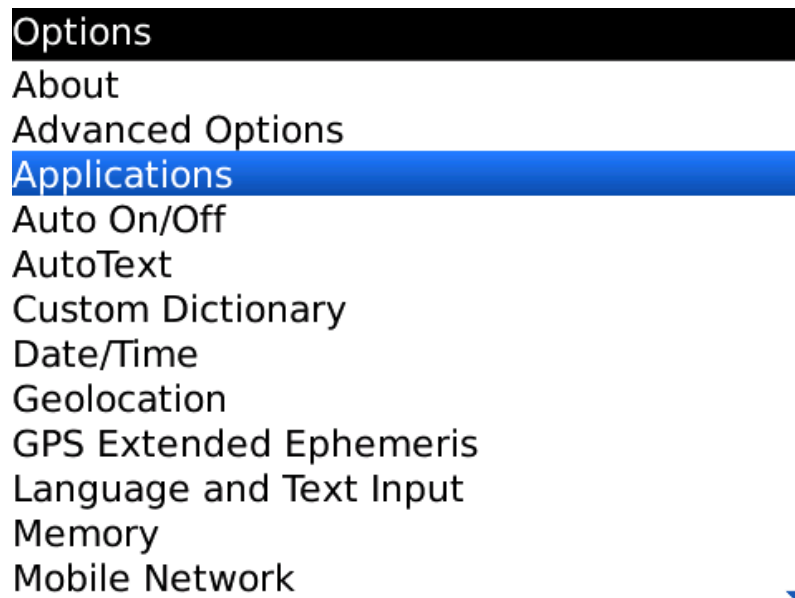 Options
About
Advanced Options
Applications
Auto On/Off
AutoText
Custom Dictionary
Date/Time
Geolocation
GPS Extended Ephemeris
Language and Text Input
Memory
Mobile Network